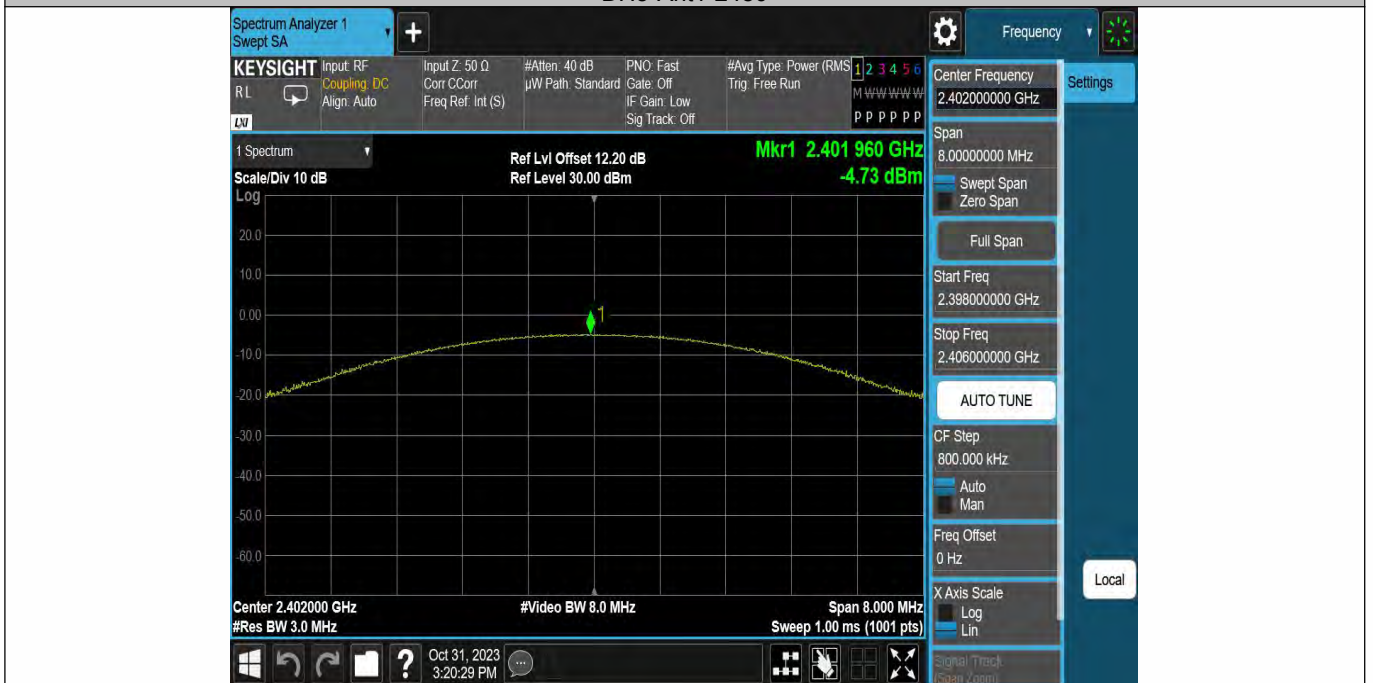 Spectrum Analyzer 1
Swept SA
+
Frequency
KEYSIGHT
RL
LXI
Input: RF
Coupling: DC
Align: Auto
Input Z: 50 Ω
Corr CCorr
Freq Ref: Int (S)
#Atten: 40 dB
µW Path: Standard
PNO: Fast
Gate: Off
IF Gain: Low
Sig Track: Off
#Avg Type: Power (RMS
Trig: Free Run
1 2 3 4 5 6
M W W W W W
P P P P P P
1 Spectrum
Scale/Div 10 dB
Ref Lvl Offset 12.20 dB
Ref Level 30.00 dBm
Mkr1 2.401 960 GHz
-4.73 dBm
Log
20.0
10.0
0.00
-10.0
-20.0
-30.0
-40.0
-50.0
-60.0
1
Center 2.402000 GHz
#Res BW 3.0 MHz
#Video BW 8.0 MHz
Span 8.000 MHz
Sweep 1.00 ms (1001 pts)
?
Oct 31, 2023
3:20:29 PM
Center Frequency
2.402000000 GHz
Settings
Span
8.00000000 MHz
Swept Span
Zero Span
Full Span
Start Freq
2.398000000 GHz
Stop Freq
2.406000000 GHz
AUTO TUNE
CF Step
800.000 kHz
Auto
Man
Freq Offset
0 Hz
X Axis Scale
Log
Lin
Local
Signal Track
(Span Zoom)